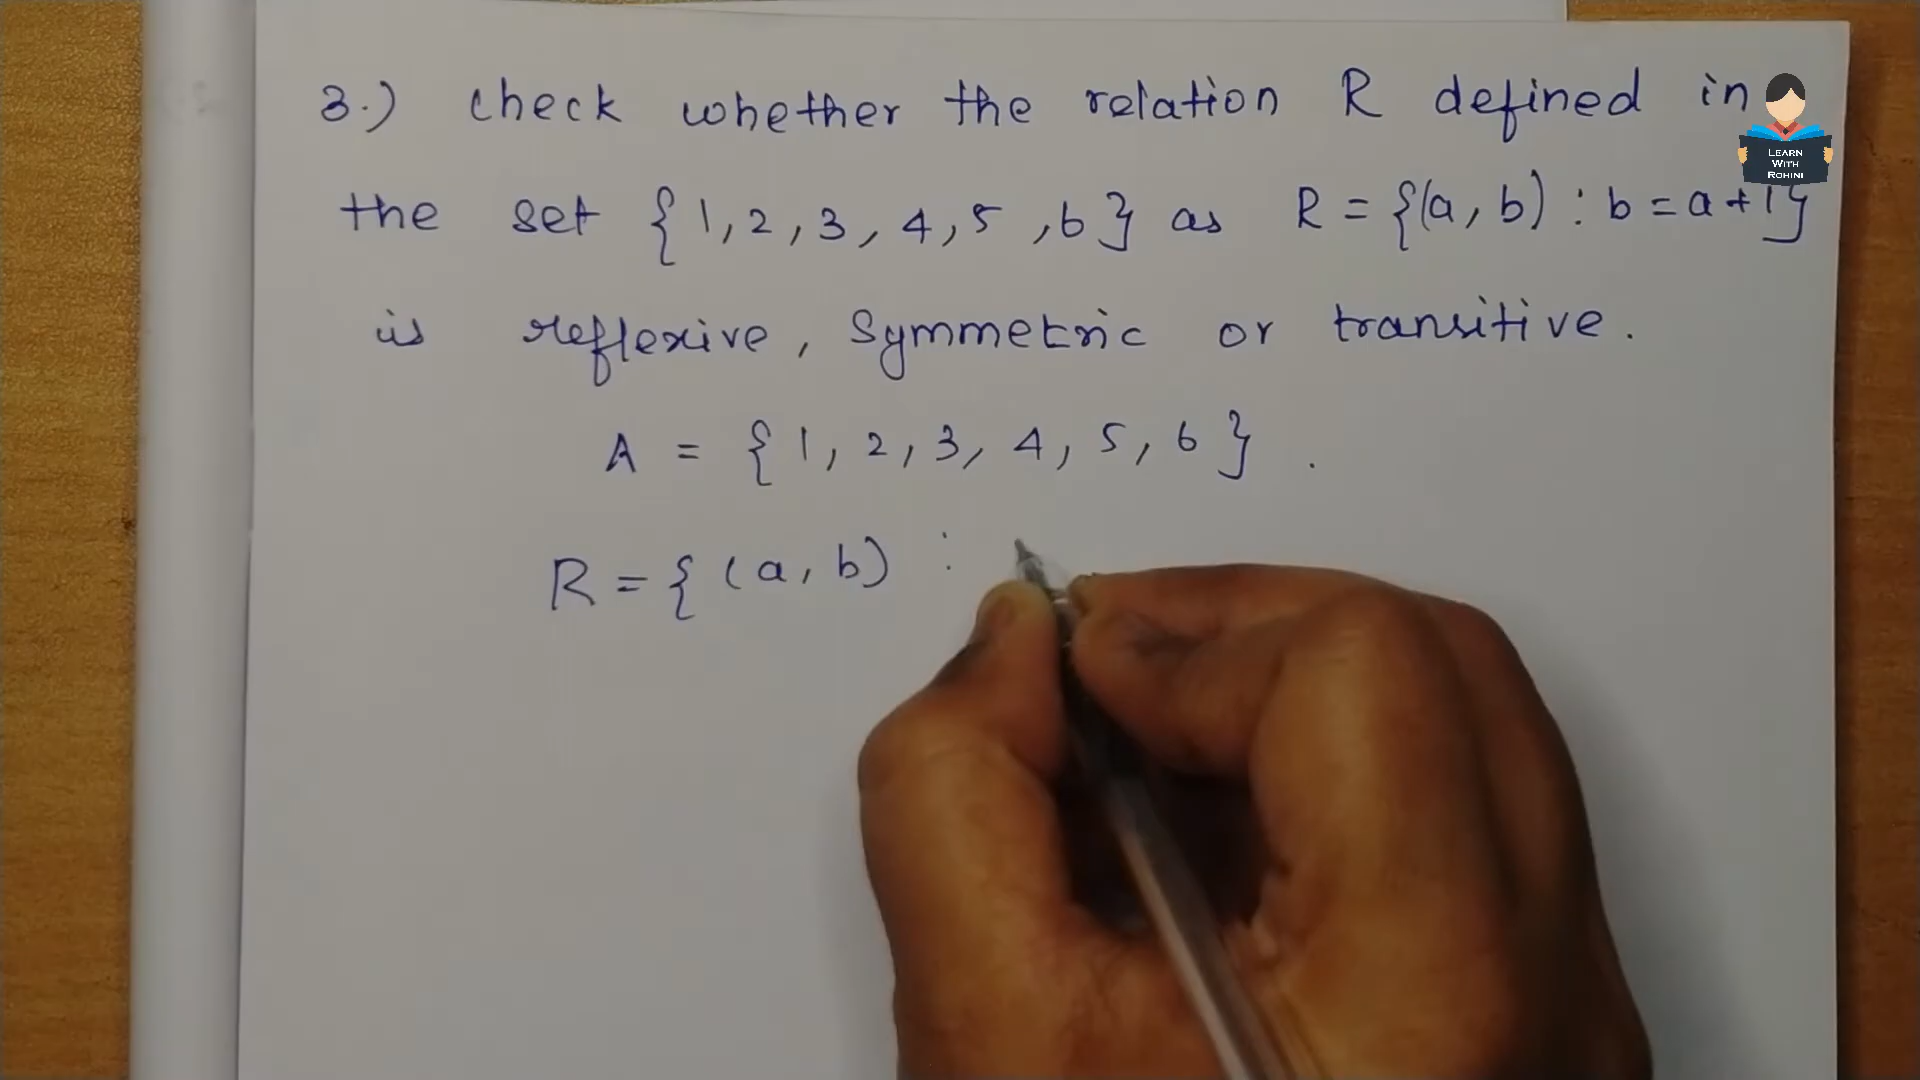 3.) check whether the relation R defined in
the set {1,2,3,4,5,6} as R = {(a, b) : b = a + 1}
is reflexive, Symmetric or transitive.
A = {1, 2, 3, 4, 5, 6}.
R = { (a, b) :
LEARN
WITH
ROHINI